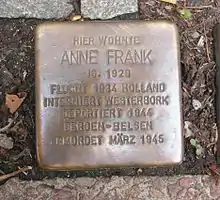 HIER WOHNTE
ANNE FRANK
JG. 1929
FLUCHT 1934 HOLLAND
INTERNIERT WESTERBORK
DEPORTIERT 1944
BERGEN-BELSEN
ERMORDET MÄRZ 1945